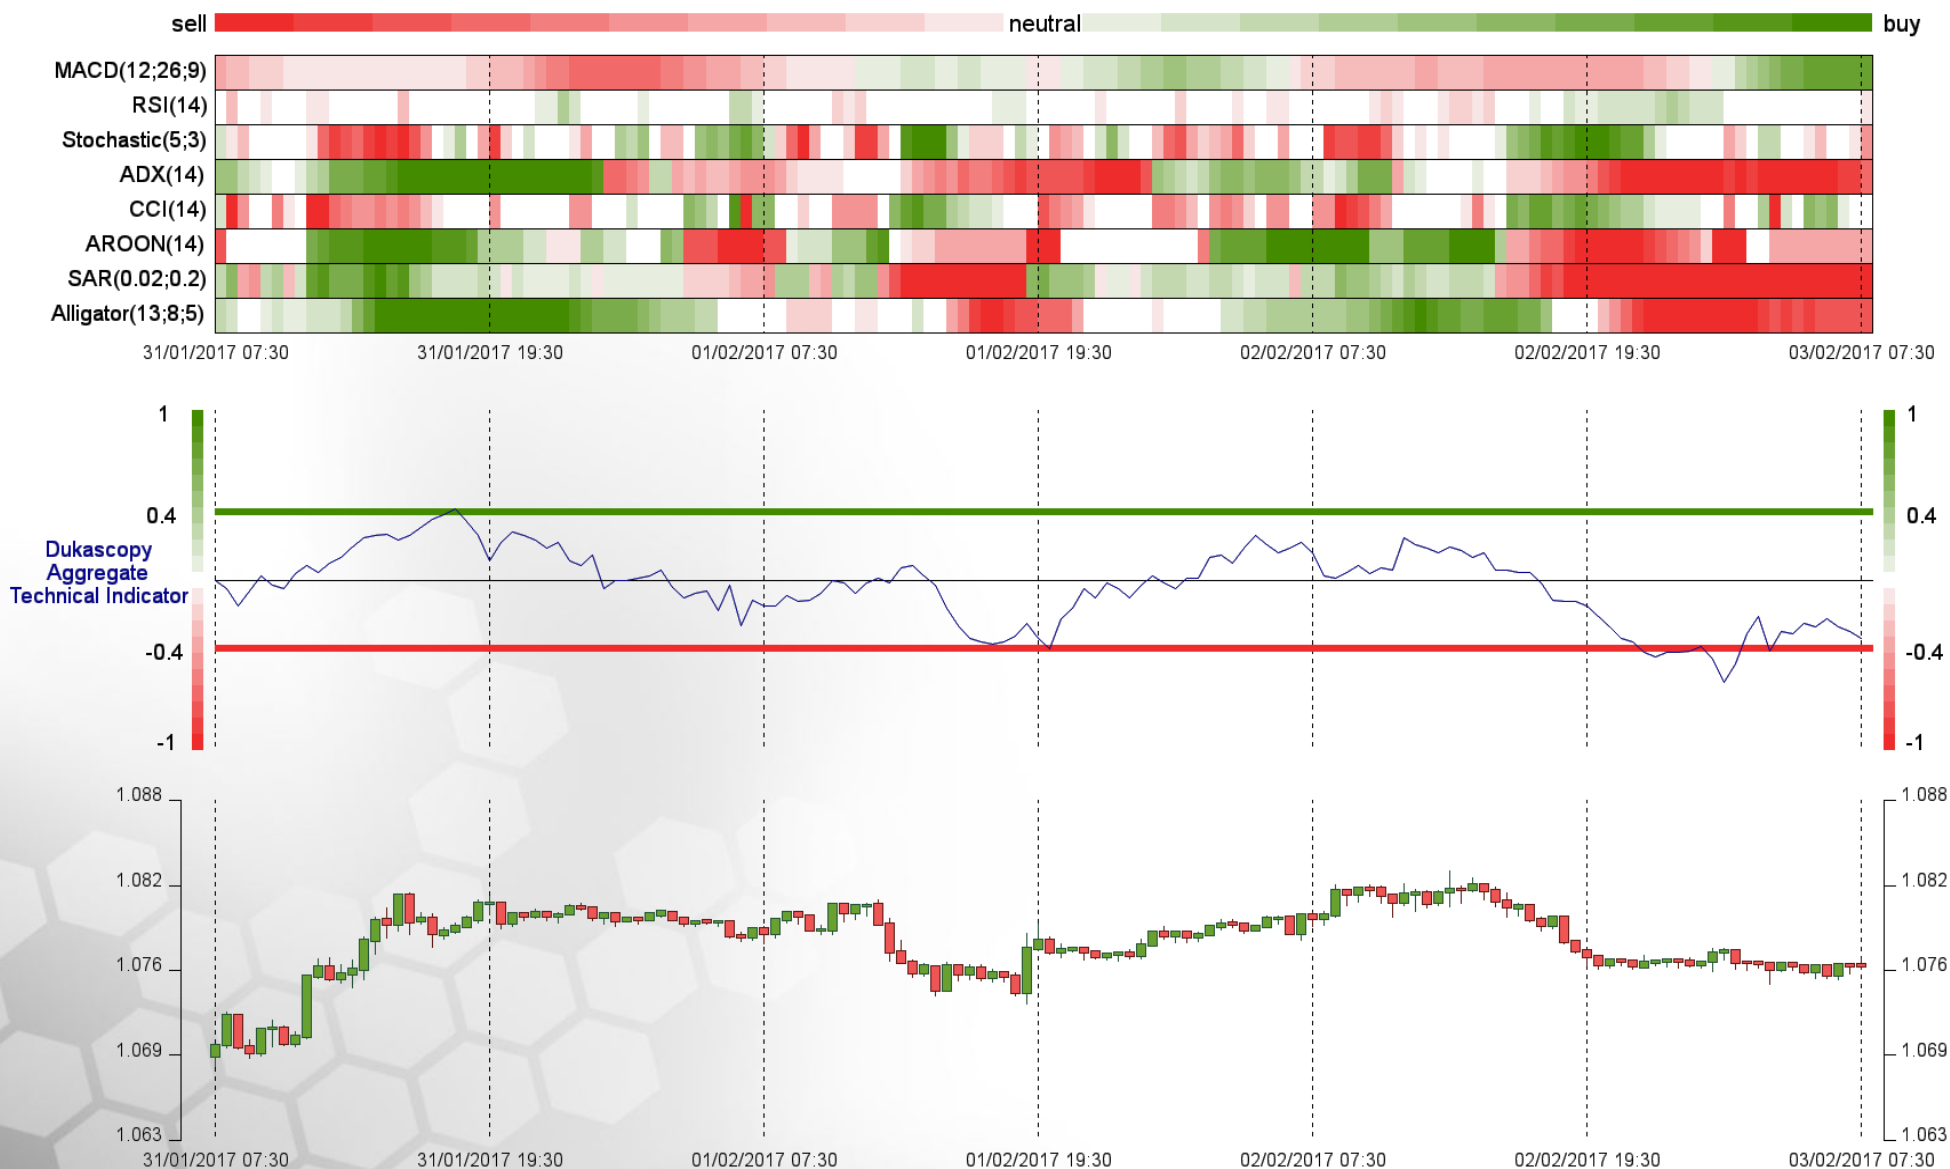 sell neutral buy
MACD(12;26;9)
RSI(14)
Stochastic(5;3)
ADX(14)
CCI(14)
AROON(14)
SAR(0.02;0.2)
Alligator(13;8;5)
31/01/2017 07:30 31/01/2017 19:30 01/02/2017 07:30 01/02/2017 19:30 02/02/2017 07:30 02/02/2017 19:30 03/02/2017 07:30
1 1
0.4 0.4
Dukascopy
Aggregate
Technical Indicator
-0.4 -0.4
-1 -1
1.088 1.088
1.082 1.082
1.076 1.076
1.069 1.069
1.063 1.063
31/01/2017 07:30 31/01/2017 19:30 01/02/2017 07:30 01/02/2017 19:30 02/02/2017 07:30 02/02/2017 19:30 03/02/2017 07:30